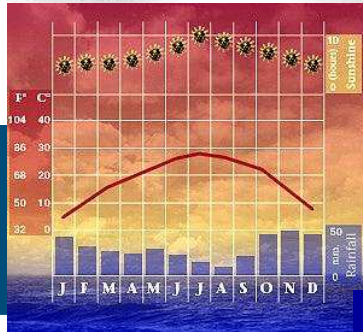 10
0 (hours)
Sunshine
F° C°
104 40
86 30
68 20
50 10
32 0
50
mm.
0
Rainfall
J F M A M J J A S O N D